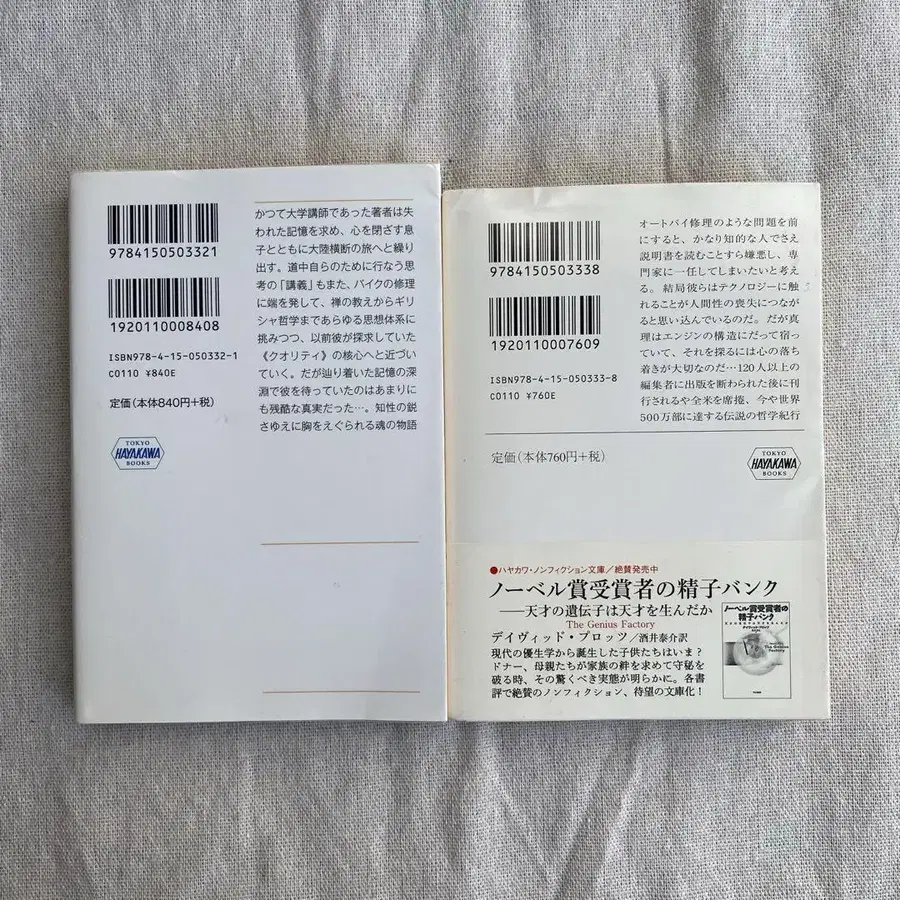 9784150503321
1920110008408
ISBN978-4-15-050332-1
C0110 ¥840E
定価(本体840円+税)
TOKYO
HAYAKAWA
BOOKS
かつて大学講師であった著者は失
われた記憶を求め、心を閉ざす息
子とともに大陸横断の旅へと繰り
出す。道中自らのために行なう思
考の「講義」もまた、バイクの修理
に端を発して、禅の教えからギリ
シャ哲学まであらゆる思想体系に
挑みつつ、以前彼が探求していた
《クオリティ》の核心へと近づいて
いく。だが辿り着いた記憶の深
淵で彼を待っていたのはあまりに
も残酷な真実だった…。知性の鋭
さゆえに胸をえぐられる魂の物語
9784150503338
1920110007609
ISBN978-4-15-050333-8
C0110 ¥760E
オートバイ修理のような問題を前
にすると、かなり知的な人でさえ
説明書を読むことすら嫌悪し、専
門家に一任してしまいたいと考え
る。結局彼らはテクノロジーに触
れることが人間性の喪失につなが
ると思い込んでいるのだ。だが真
理はエンジンの構造にだって宿っ
ていて、それを探るには心の落ち
着きが大切なのだ…120人以上の
編集者に出版を断わられた後に刊
行されるや全米を席捲、今や世界
500万部に達する伝説の哲学紀行
定価(本体760円+税)
TOKYO
HAYAKAWA
BOOKS
●ハヤカワ・ノンフィクション文庫/絶賛発売中
ノーベル賞受賞者の精子バンク
──天才の遺伝子は天才を生んだか
The Genius Factory
デイヴィッド・プロッツ/酒井泰介訳
現代の優生学から誕生した子供たちはいま?
ドナー、母親たちが家族の絆を求めて守秘を
破る時、その驚くべき実態が明らかに。各書
評で絶賛のノンフィクション、待望の文庫化!
ノーベル賞受賞者の
精子バンク
The Genius
Factory